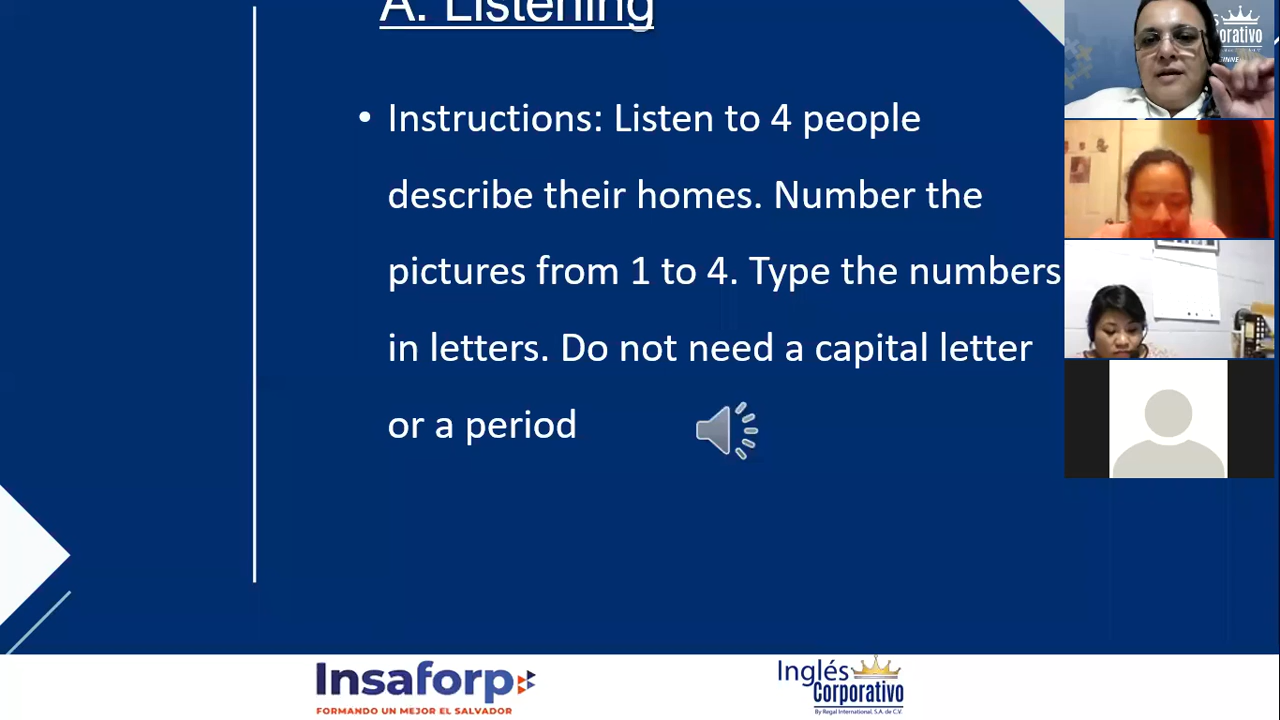 A. Listening
• Instructions: Listen to 4 people
describe their homes. Number the
pictures from 1 to 4. Type the numbers
in letters. Do not need a capital letter
or a period
Insaforp
FORMANDO UN MEJOR EL SALVADOR
Inglés
Corporativo
By Regal International, S.A. de C.V.